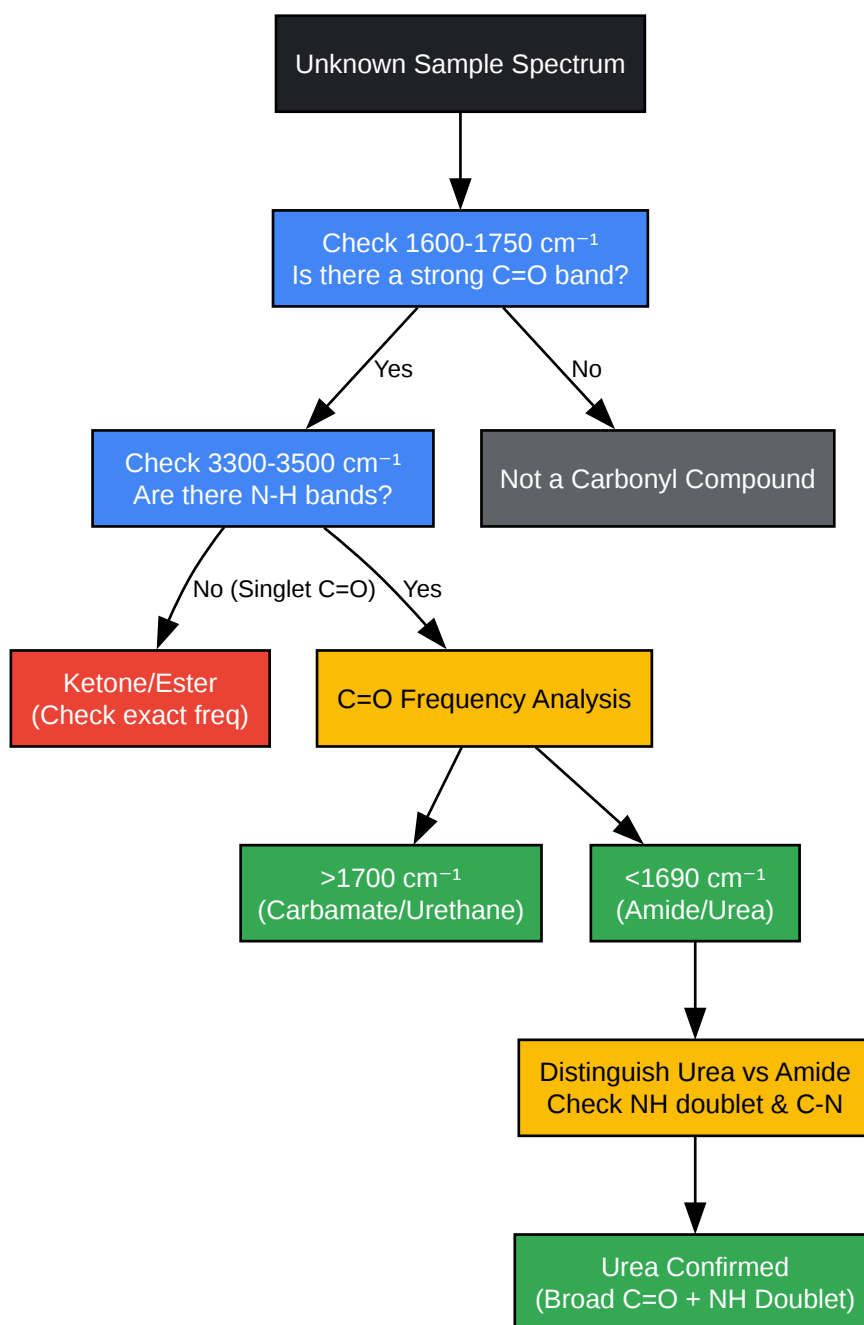 Unknown Sample Spectrum
Check 1600-1750 cm⁻¹
Is there a strong C=O band?
Yes
No
Check 3300-3500 cm⁻¹
Are there N-H bands?
Not a Carbonyl Compound
No (Singlet C=O)
Yes
Ketone/Ester
(Check exact freq)
C=O Frequency Analysis
>1700 cm⁻¹
(Carbamate/Urethane)
<1690 cm⁻¹
(Amide/Urea)
Distinguish Urea vs Amide
Check NH doublet & C-N
Urea Confirmed
(Broad C=O + NH Doublet)